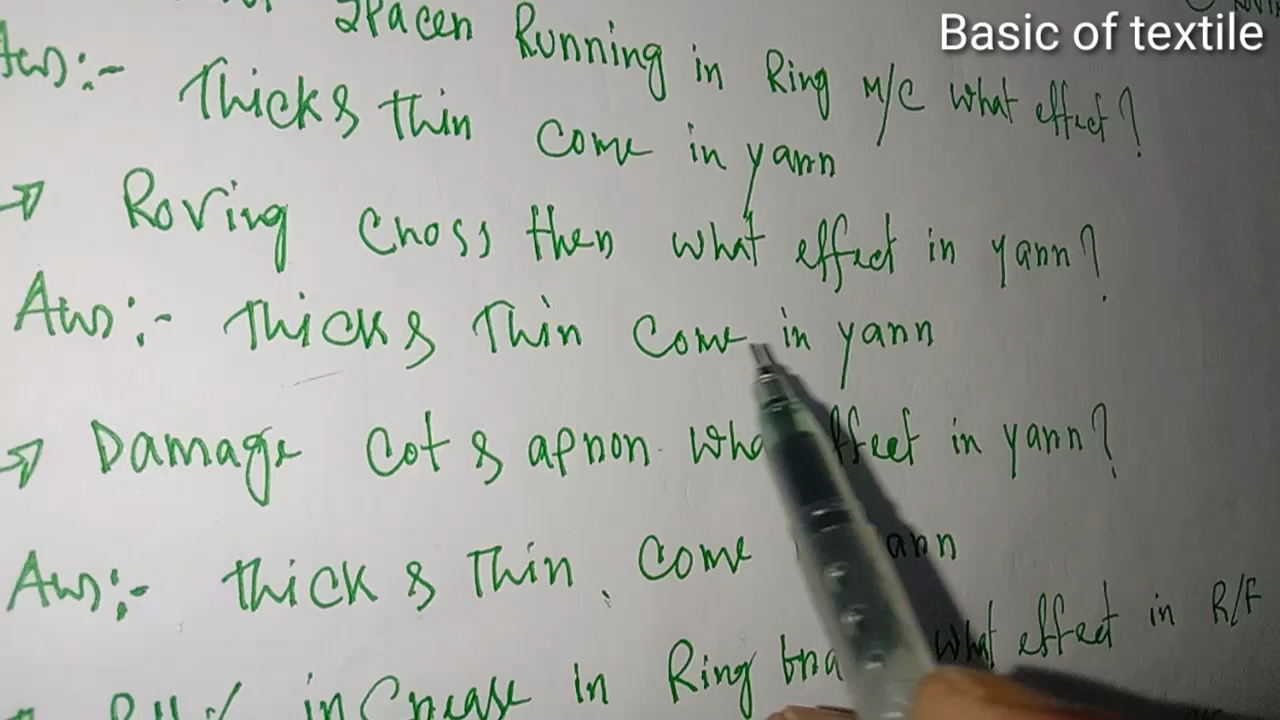 Basic of textile
Spacer Running in Ring M/C what effect?
Ans:- Thick & thin come in yarn
→ Roving cross then what effect in yarn?
Ans:- Thick & Thin come in yarn
→ Damage cot & apron what effect in yarn?
Ans:- thick & Thin come yarn
increase in Ring what effect in R/F